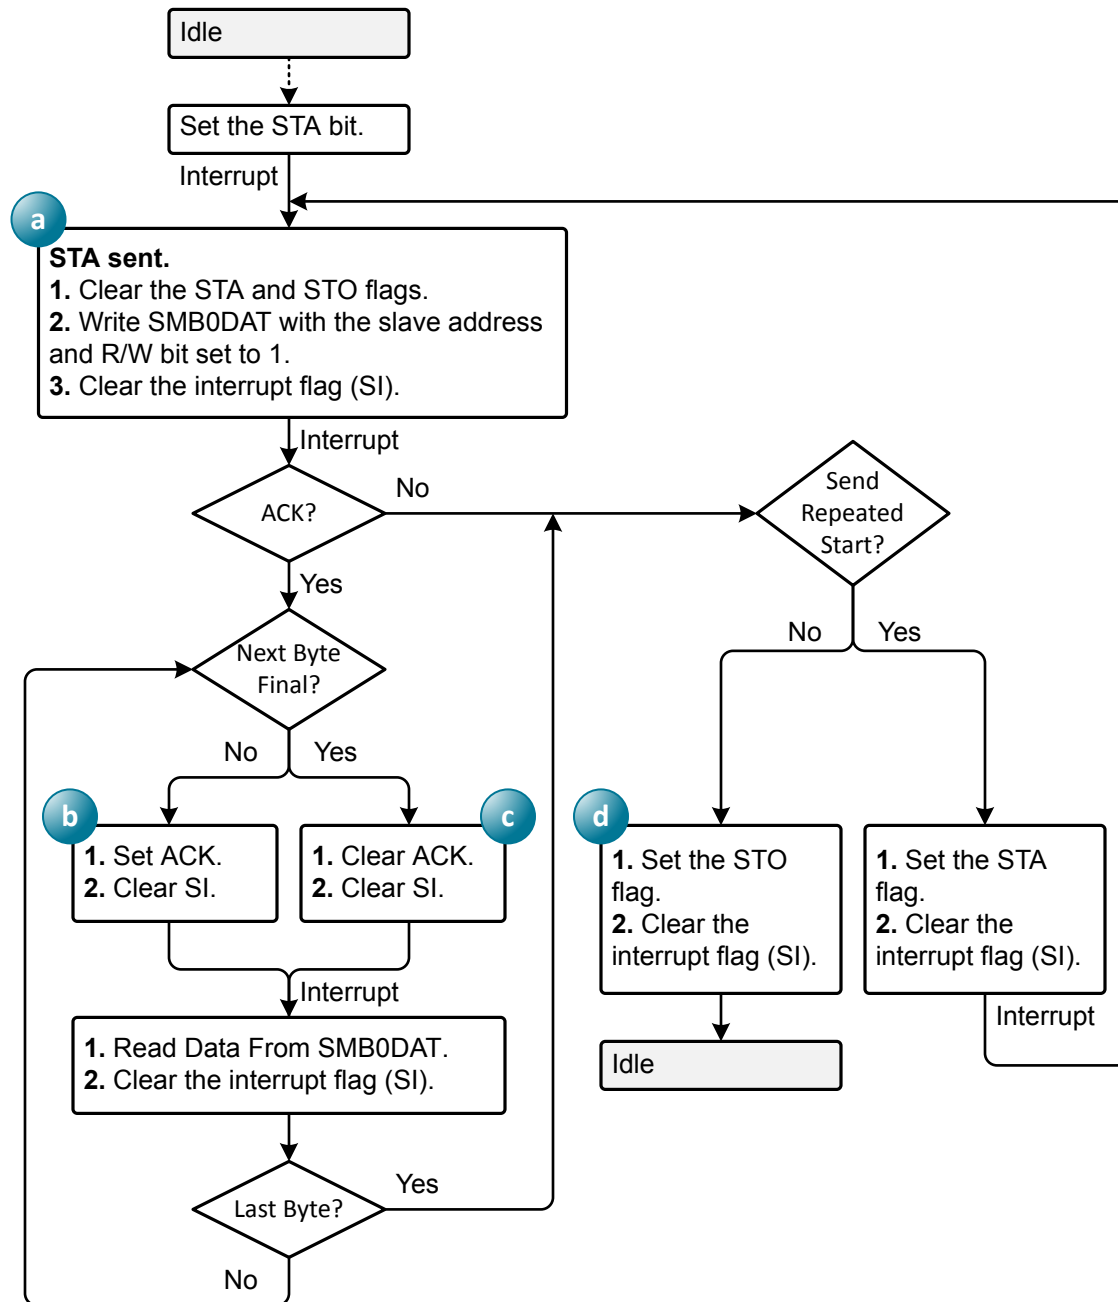 Idle
Set the STA bit.
Interrupt
a
STA sent.
1. Clear the STA and STO flags.
2. Write SMB0DAT with the slave address
and R/W bit set to 1.
3. Clear the interrupt flag (SI).
Interrupt
ACK?
No
Send
Repeated
Start?
Yes
Next Byte
Final?
No
Yes
No
Yes
b
1. Set ACK.
2. Clear SI.
c
1. Clear ACK.
2. Clear SI.
d
1. Set the STO
flag.
2. Clear the
interrupt flag (SI).
1. Set the STA
flag.
2. Clear the
interrupt flag (SI).
Interrupt
Interrupt
1. Read Data From SMB0DAT.
2. Clear the interrupt flag (SI).
Idle
Last Byte?
Yes
No